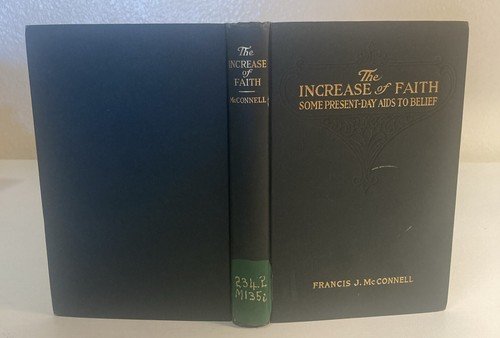 The
INCREASE
of
FAITH
McCONNELL
234.2
M135i
The
INCREASE of FAITH
SOME PRESENT-DAY AIDS TO BELIEF
FRANCIS J. McCONNELL